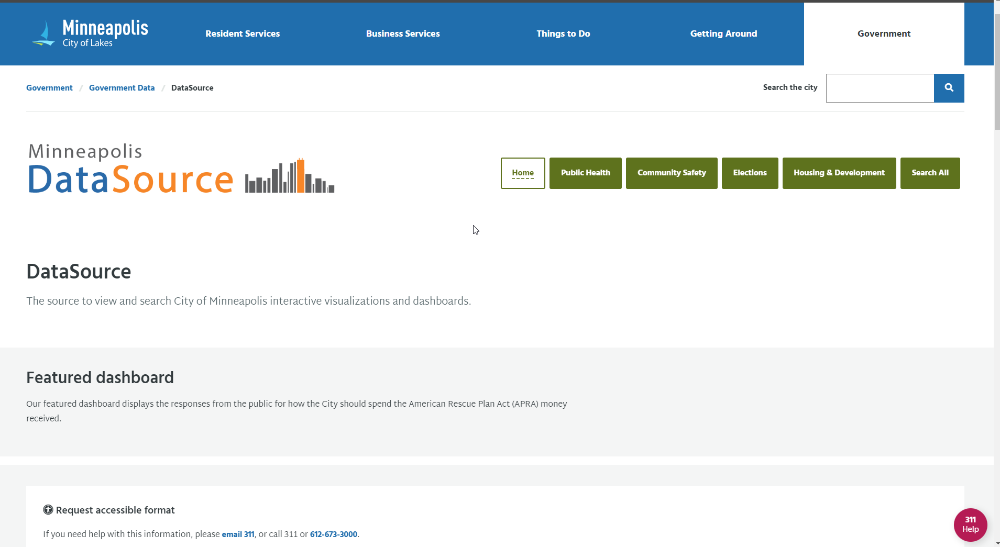 Minneapolis
City of Lakes
Resident Services
Business Services
Things to Do
Getting Around
Government
Government / Government Data / DataSource
Search the city
Minneapolis
DataSource
Home
Public Health
Community Safety
Elections
Housing & Development
Search All
DataSource
The source to view and search City of Minneapolis interactive visualizations and dashboards.
Featured dashboard
Our featured dashboard displays the responses from the public for how the City should spend the American Rescue Plan Act (APRA) money
received.
Request accessible format
If you need help with this information, please email 311, or call 311 or 612-673-3000.
311
Help